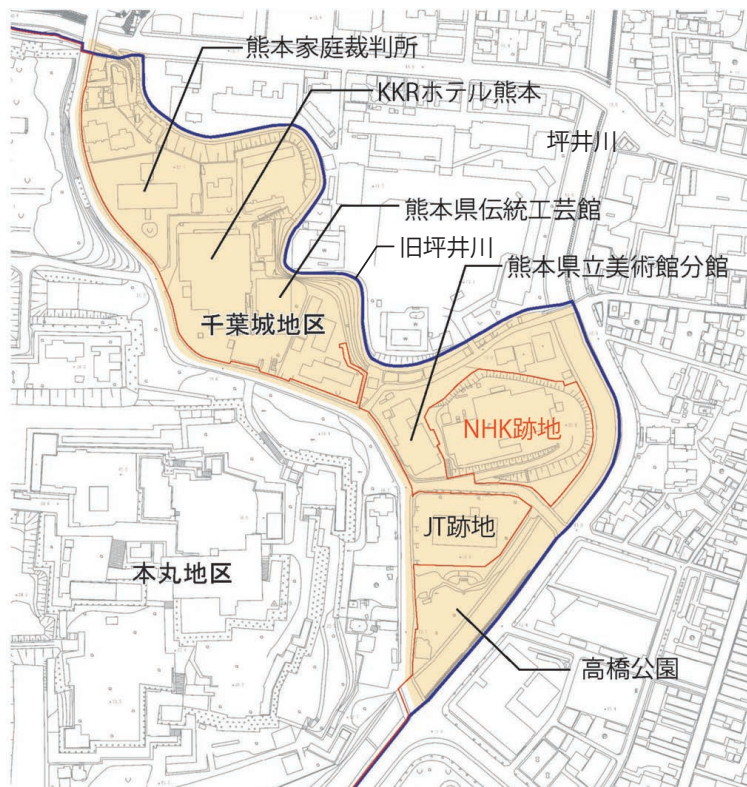 熊本家庭裁判所
KKRホテル熊本
坪井川
熊本県伝統工芸館
旧坪井川
熊本県立美術館分館
千葉城地区
NHK跡地
JT跡地
本丸地区
高橋公園